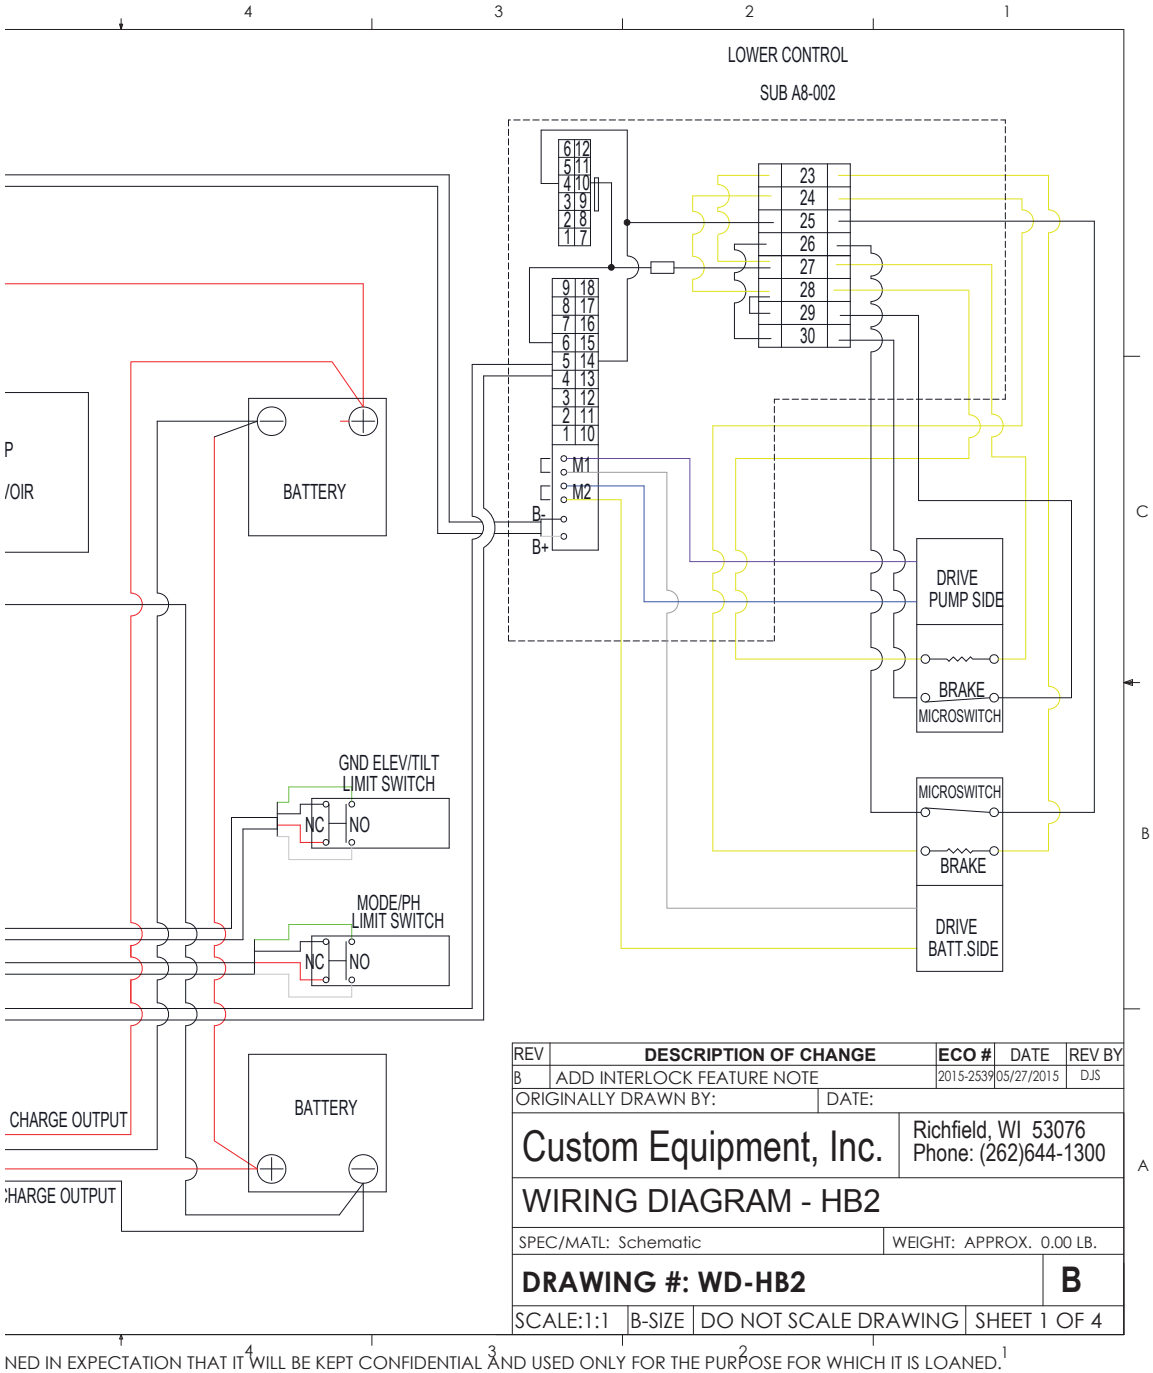 4 3 2 1
LOWER CONTROL
SUB A8-002
6 12
5 11
4 10
3 9
2 8
1 7
23
24
25
26
27
28
29
30
9 18
8 17
7 16
6 15
5 14
4 13
3 12
2 11
1 10
M1
M2
B-
B+
P
/OIR
BATTERY
C
DRIVE
PUMP SIDE
BRAKE
MICROSWITCH
GND ELEV/TILT
LIMIT SWITCH
NC NO
MICROSWITCH
BRAKE
B
MODE/PH
LIMIT SWITCH
NC NO
DRIVE
BATT.SIDE
BATTERY
CHARGE OUTPUT
CHARGE OUTPUT
A
REV DESCRIPTION OF CHANGE ECO # DATE REV BY
B ADD INTERLOCK FEATURE NOTE 2015-2539 05/27/2015 DJS
ORIGINALLY DRAWN BY: DATE:
Custom Equipment, Inc.
Richfield, WI 53076
Phone: (262)644-1300
WIRING DIAGRAM - HB2
SPEC/MATL: Schematic WEIGHT: APPROX. 0.00 LB.
DRAWING #: WD-HB2 B
SCALE:1:1 B-SIZE DO NOT SCALE DRAWING SHEET 1 OF 4
4 3 2 1
NED IN EXPECTATION THAT IT WILL BE KEPT CONFIDENTIAL AND USED ONLY FOR THE PURPOSE FOR WHICH IT IS LOANED.